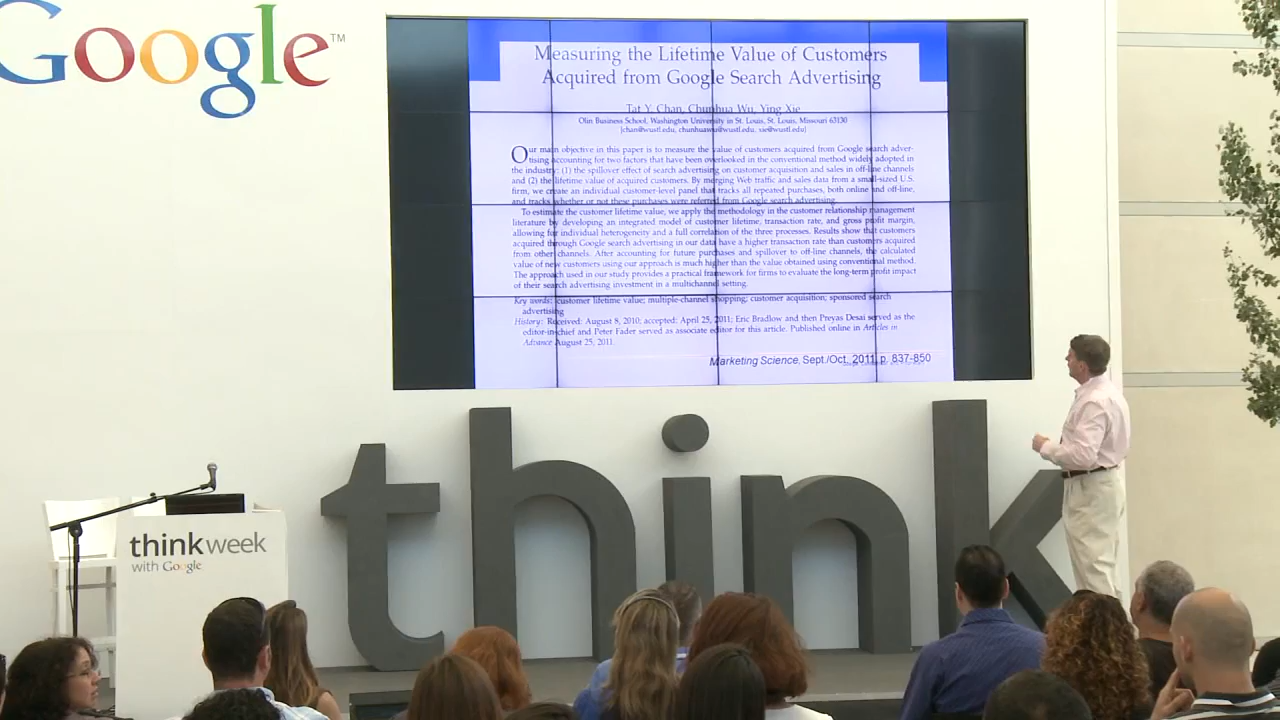 Google™
Measuring the Lifetime Value of Customers
Acquired from Google Search Advertising
Tat Y. Chan, Chunhua Wu, Ying Xie
Olin Business School, Washington University in St. Louis, St. Louis, Missouri 63130
{chan@wustl.edu, chunhuawu@wustl.edu, xie@wustl.edu}
Our main objective in this paper is to measure the value of customers acquired from Google search adver-
tising accounting for two factors that have been overlooked in the conventional method widely adopted in
the industry: (1) the spillover effect of search advertising on customer acquisition and sales in off-line channels
and (2) the lifetime value of acquired customers. By merging Web traffic and sales data from a small-sized U.S.
firm, we create an individual customer-level panel that tracks all repeated purchases, both online and off-line,
and tracks whether or not these purchases were referred from Google search advertising.
To estimate the customer lifetime value, we apply the methodology in the customer relationship management
literature by developing an integrated model of customer lifetime, transaction rate, and gross profit margin,
allowing for individual heterogeneity and a full correlation of the three processes. Results show that customers
acquired through Google search advertising in our data have a higher transaction rate than customers acquired
from other channels. After accounting for future purchases and spillover to off-line channels, the calculated
value of new customers using our approach is much higher than the value obtained using conventional method.
The approach used in our study provides a practical framework for firms to evaluate the long-term profit impact
of their search advertising investment in a multichannel setting.
Key words: customer lifetime value; multiple-channel shopping; customer acquisition; sponsored search
advertising
History: Received: August 8, 2010; accepted: April 25, 2011; Eric Bradlow and then Preyas Desai served as the
editor-in-chief and Peter Fader served as associate editor for this article. Published online in Articles in
Advance August 25, 2011.
Marketing Science, Sept./Oct. 2011, p. 837-850
think
thinkweek
with Google